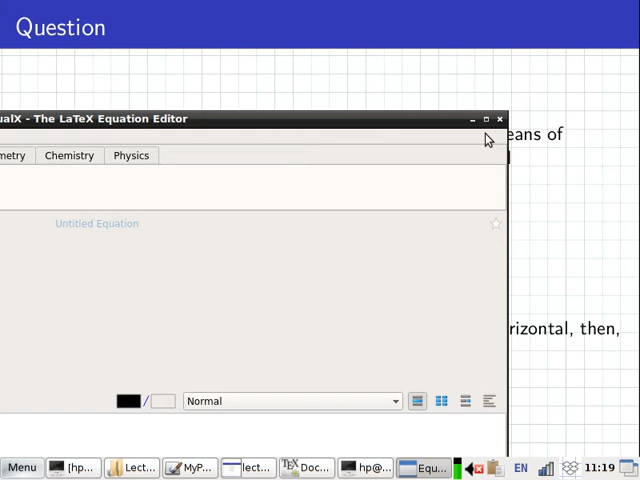 Question
ualX - The LaTeX Equation Editor
eans of
metry Chemistry Physics
Untitled Equation
rizontal, then,
Normal
Menu [hp... Lect... MyP... lect... TEX Doc... hp@... Equ... EN 11:19